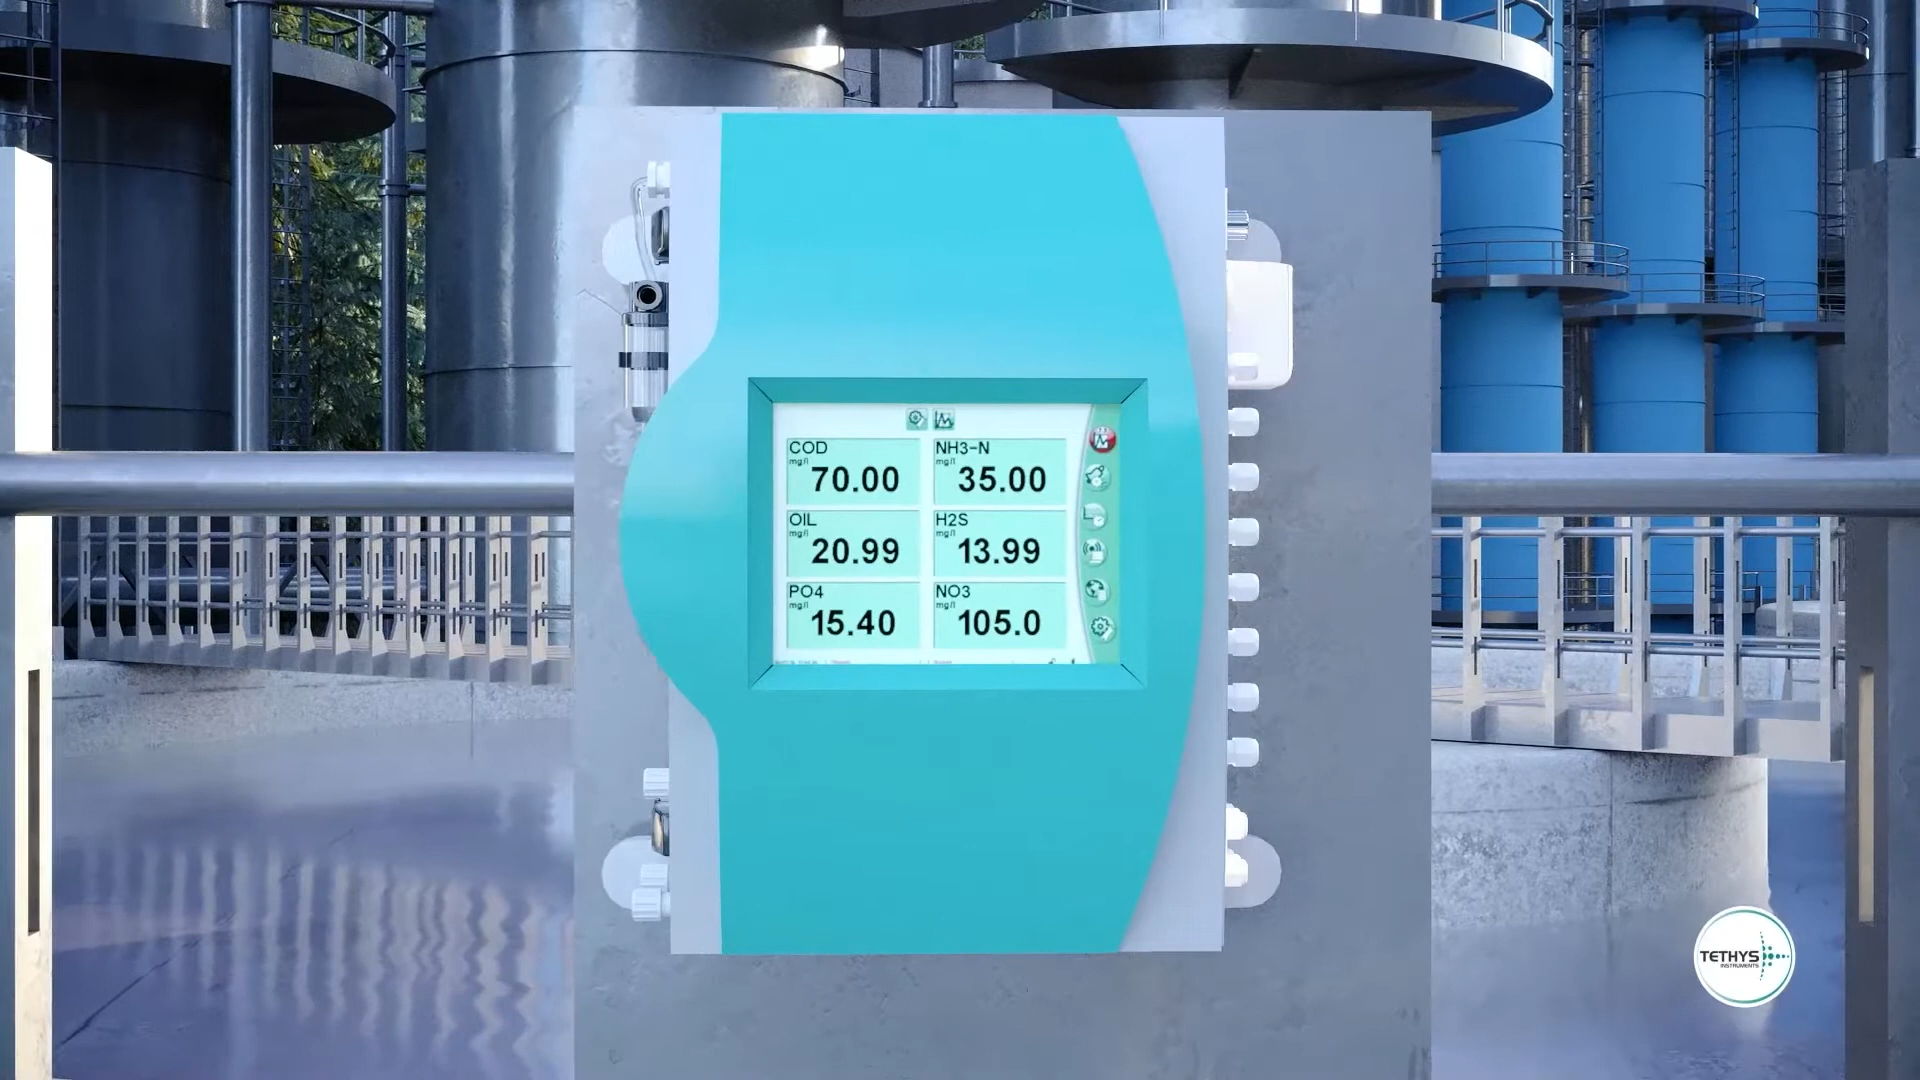 COD
mg/l
70.00
NH3-N
mg/l
35.00
OIL
mg/l
20.99
H2S
mg/l
13.99
PO4
mg/l
15.40
NO3
mg/l
105.0
TETHYS
INSTRUMENTS